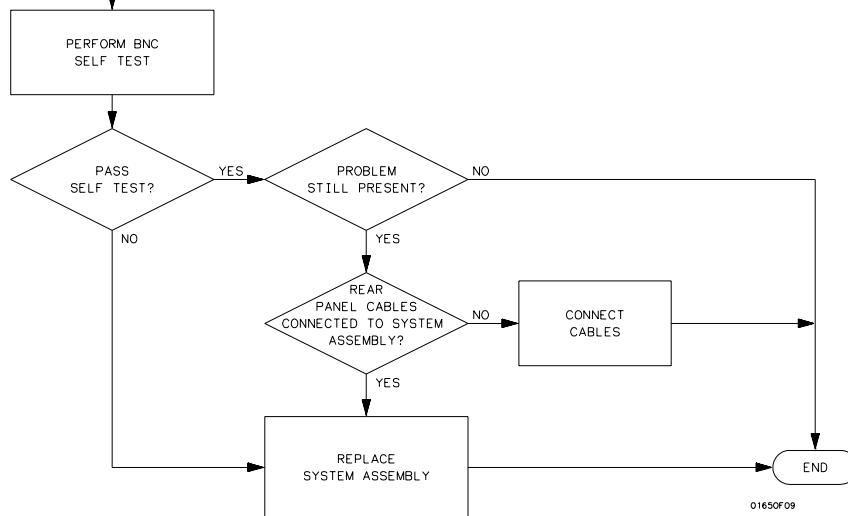 PERFORM BNC
SELF TEST
PASS
SELF TEST?
YES
PROBLEM
STILL PRESENT?
NO
NO
YES
REAR
PANEL CABLES
CONNECTED TO SYSTEM
ASSEMBLY?
NO
CONNECT
CABLES
YES
REPLACE
SYSTEM ASSEMBLY
END
01650F09